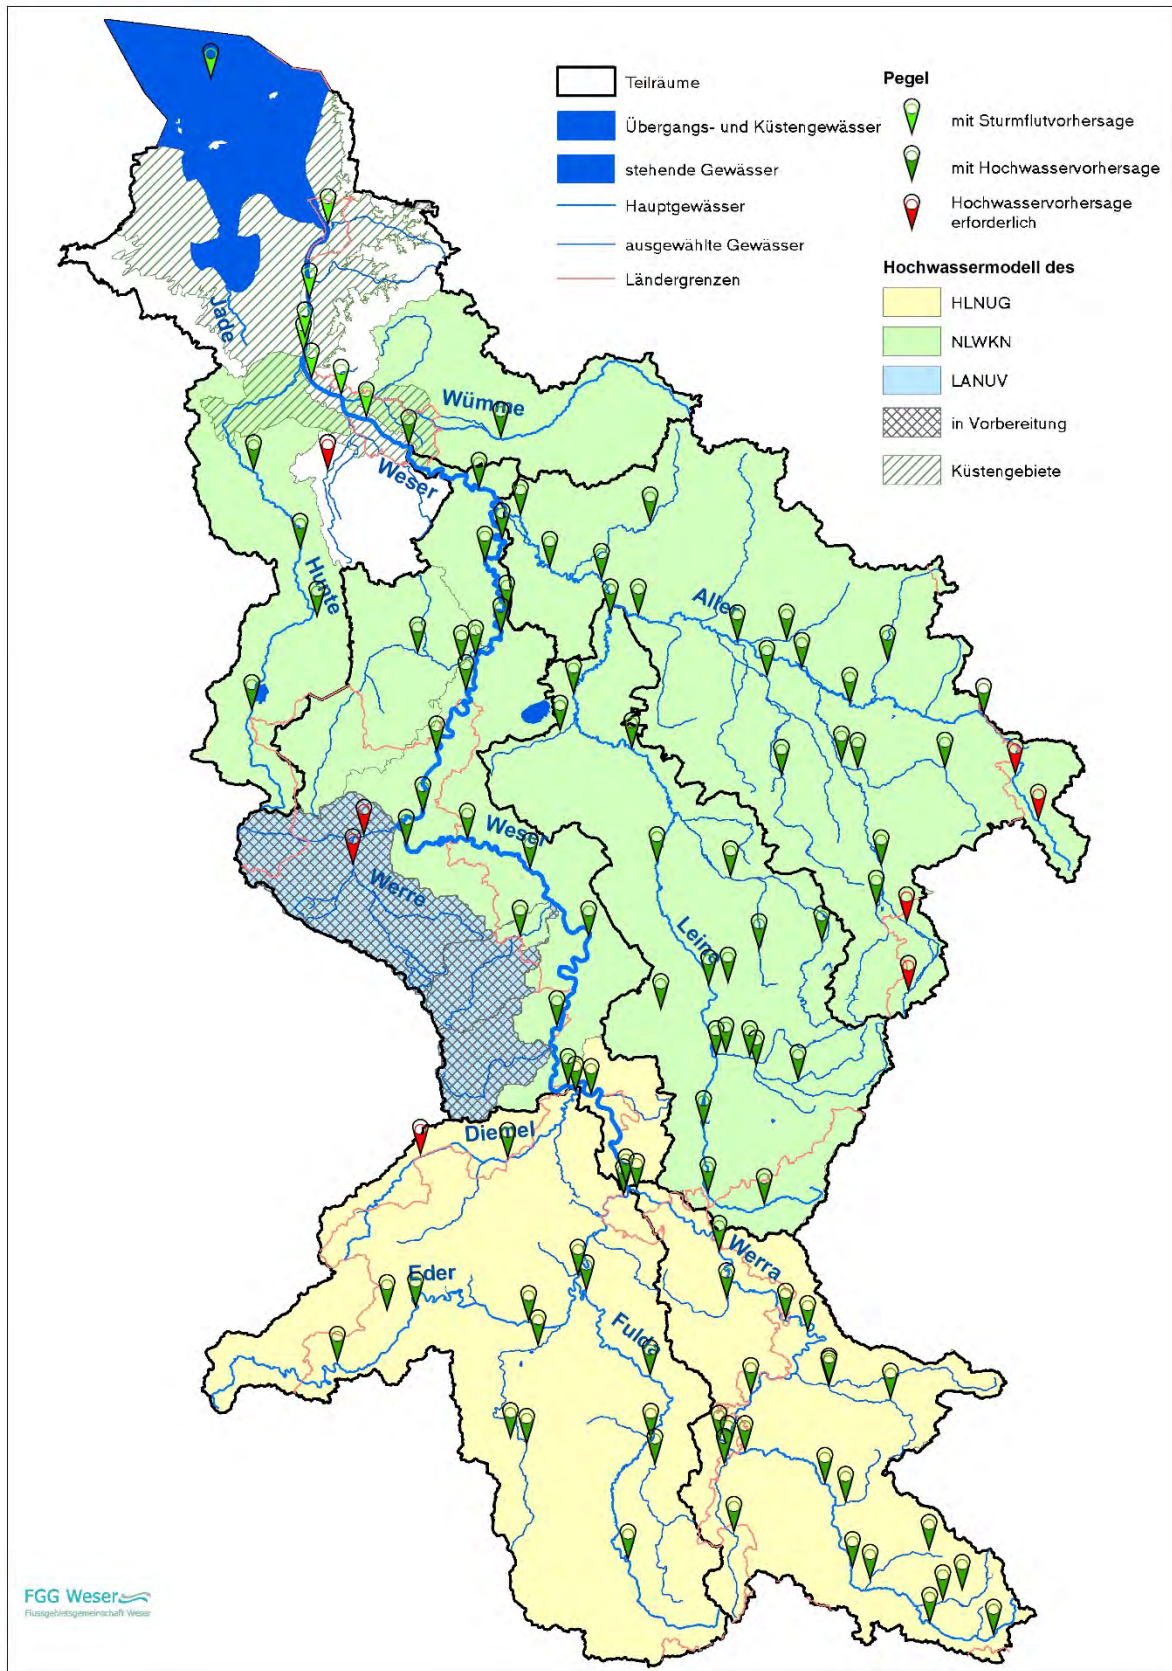 Teilräume
Übergangs- und Küstengewässer
stehende Gewässer
Hauptgewässer
ausgewählte Gewässer
Ländergrenzen
Pegel
mit Sturmflutvorhersage
mit Hochwasservorhersage
Hochwasservorhersage
erforderlich
Hochwassermodell des
HLNUG
NLWKN
LANUV
in Vorbereitung
Küstengebiete
Jade
Wümme
Weser
Hunte
Aller
Weser
Werre
Leine
Diemel
Werra
Eder
Fulda
FGG Weser
Flussgebietsgemeinschaft Weser